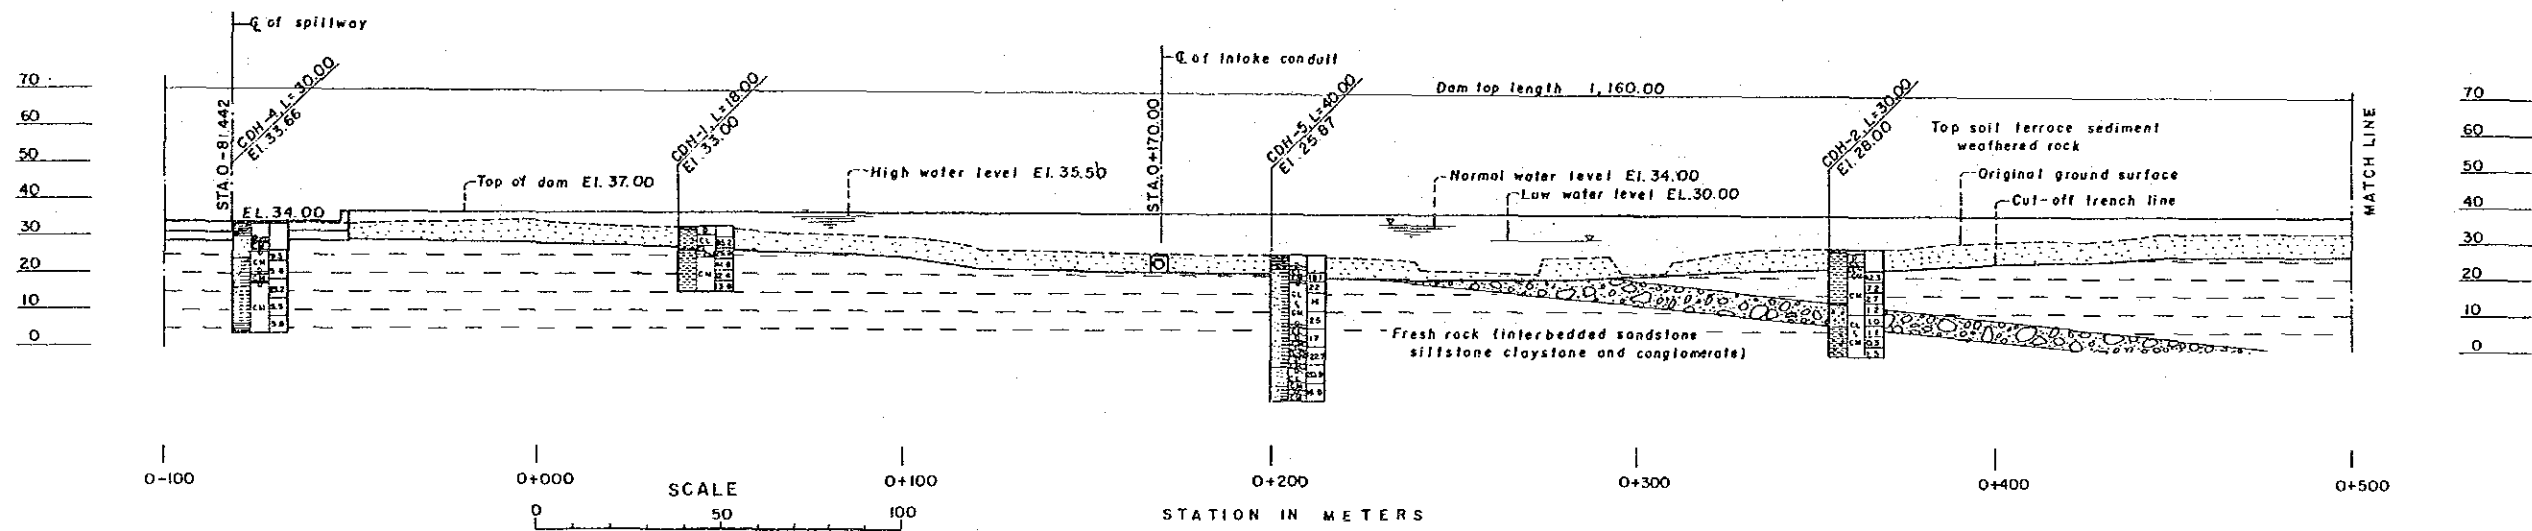 ℄ of spillway
℄ of intake conduit
Dam top length 1,160.00
70
60
50
40
30
20
10
0
STA.0-81.442
CDH-4, L=30.00
El.33.66
CDH-1, L=18.00
El.33.00
STA.0+170.00
CDH-5, L=40.00
El.25.87
CDH-2, L=30.00
El.28.00
MATCH LINE
70
60
50
40
30
20
10
0
Top soil terrace sediment
weathered rock
Top of dam El.37.00
High water level El.35.50
Normal water level El.34.00
Low water level EL.30.00
Original ground surface
Cut-off trench line
EL.34.00
Fresh rock (interbedded sandstone
siltstone claystone and conglomerate)
0-100
0+000
0+100
0+200
0+300
0+400
0+500
SCALE
0 50 100
STATION IN METERS